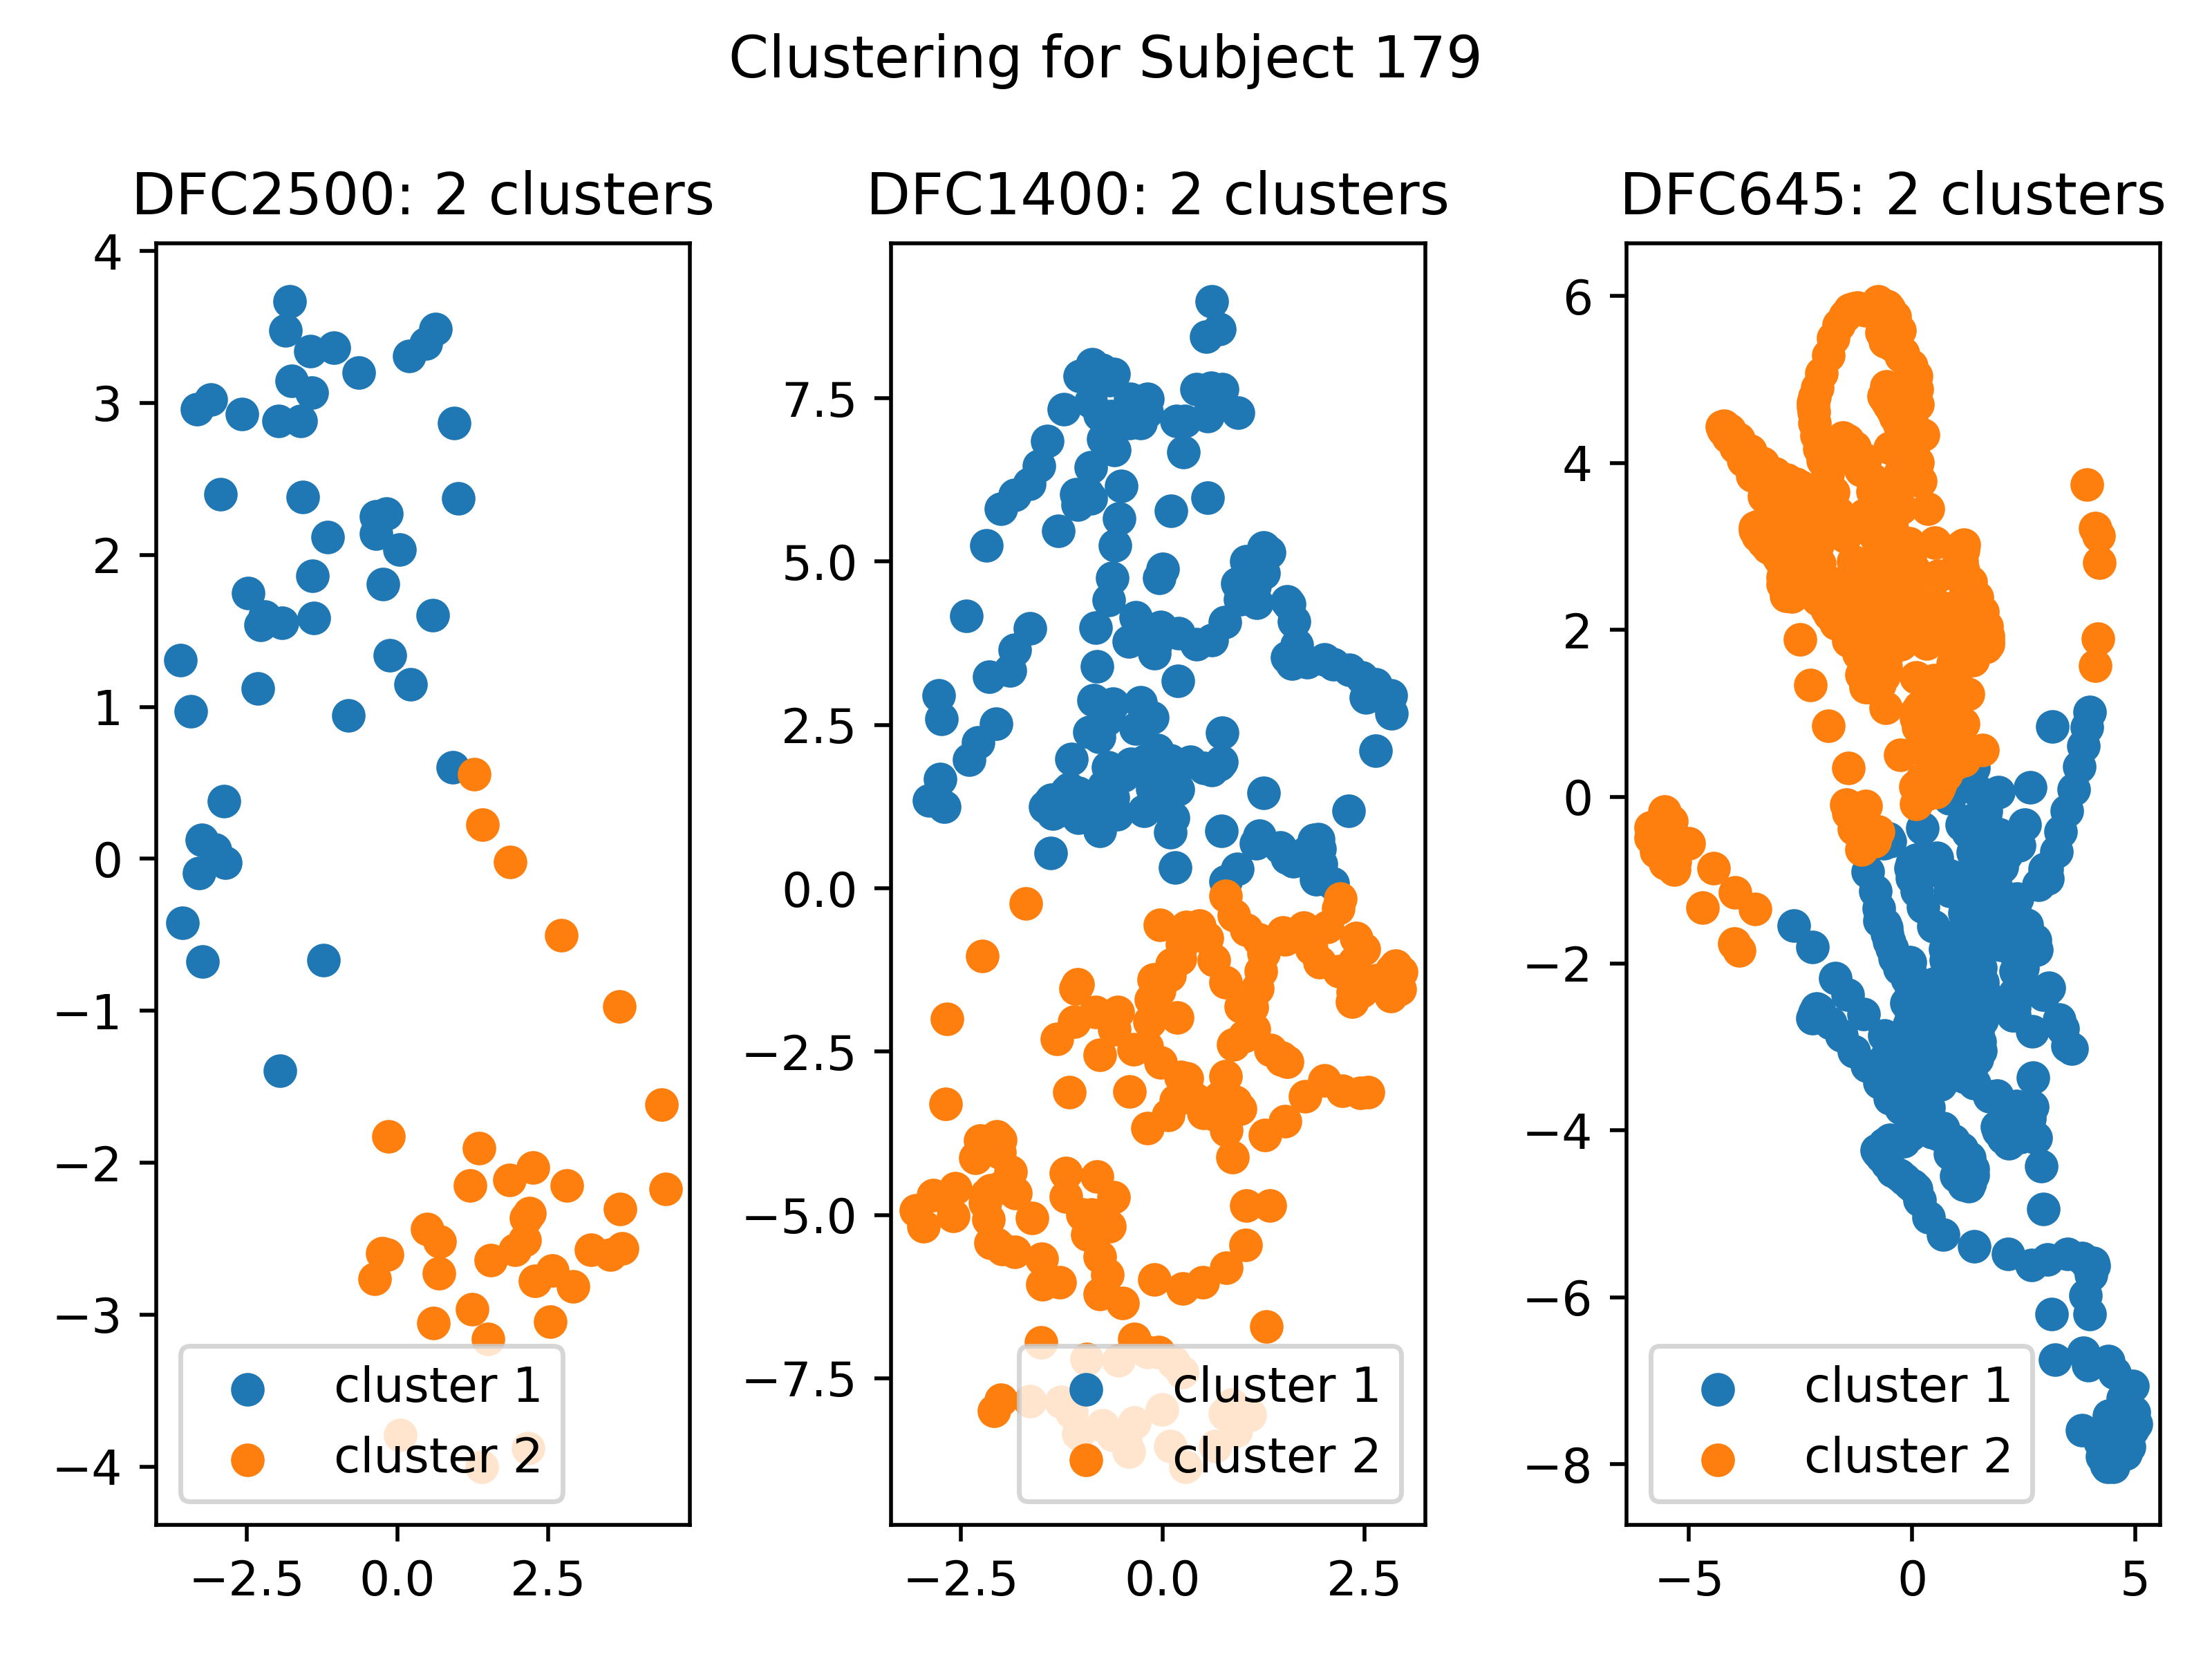 Clustering for Subject 179
DFC2500: 2 clusters
4
3
2
1
0
−1
−2
−3
−4
−2.5 0.0 2.5
cluster 1
cluster 2
DFC1400: 2 clusters
7.5
5.0
2.5
0.0
−2.5
−5.0
−7.5
−2.5 0.0 2.5
cluster 1
cluster 2
DFC645: 2 clusters
6
4
2
0
−2
−4
−6
−8
−5 0 5
cluster 1
cluster 2